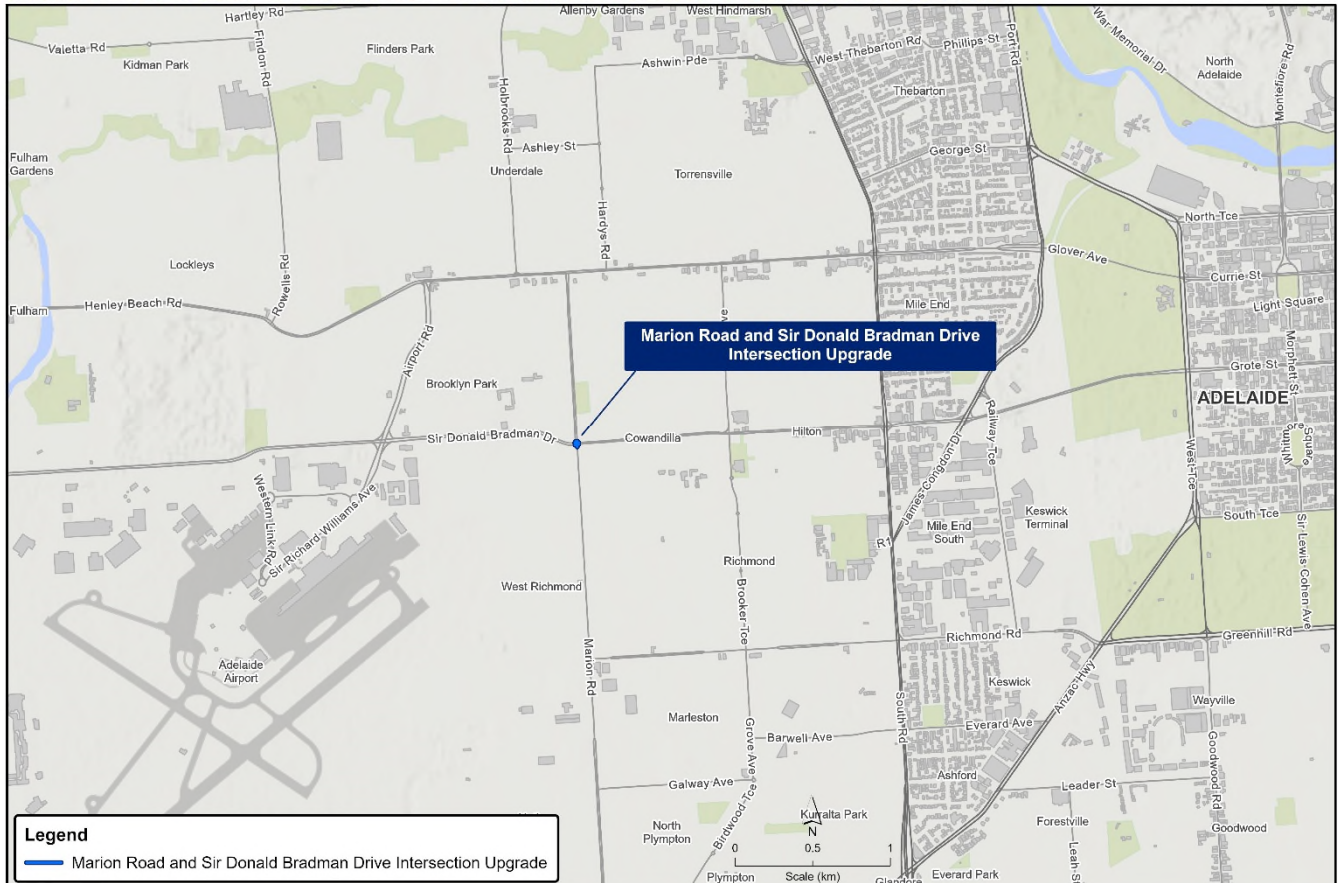 Hartley Rd
Allenby Gardens
West Hindmarsh
Valetta Rd
Kidman Park
Findon Rd
Flinders Park
Ashwin Pde
West Thebarton Rd
Phillips St
Port Rd
War Memorial Dr
North
Adelaide
Montefiore Rd
Thebarton
Holbrooks Rd
Ashley St
Underdale
Torrensville
George St
Fulham
Gardens
Hardys Rd
North Tce
Lockleys
Rowells Rd
Glover Ave
Currie St
Fulham
Henley Beach Rd
Mile End
Light Square
Airport Rd
Marion Road and Sir Donald Bradman Drive
Intersection Upgrade
Morphett St
Grote St
Brooklyn Park
ADELAIDE
Railway Tce
Sir Donald Bradman Dr
Cowandilla
Hilton
Whitmore Square
West Tce
James Congdon Dr
Western Link Rd
Sir Richard Williams Ave
Keswick
Terminal
Mile End
South
South Tce
R1
Sir Lewis Cohen Ave
Richmond
West Richmond
Brooker Tce
Marion Rd
Richmond Rd
Greenhill Rd
Adelaide
Airport
Keswick
Anzac Hwy
Wayville
Marleston
South Rd
Everard Ave
Grove Ave
Barwell Ave
Goodwood Rd
Ashford
Galway Ave
Leader St
Kurralta Park
North
Plympton
Birdwood Tce
N
Forestville
Goodwood
Legend
Marion Road and Sir Donald Bradman Drive Intersection Upgrade
0 0.5 1
Scale (km)
Plympton
Glandore
Everard Park
Leah St